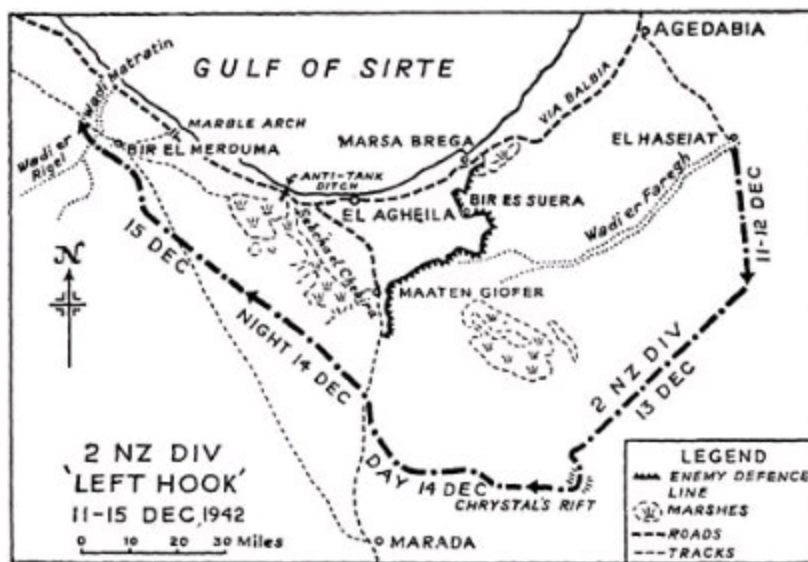 AGEDABIA
GULF OF SIRTE
Wadi Matratin
VIA BALBIA
MARBLE ARCH
MARSA BREGA
EL HASEIAT
Wadi er Rigel
BIR EL MERDUMA
ANTI-TANK
DITCH
EL AGHEILA
BIR ES SUERA
Wadi er Faregh
Sebcha el Chebira
N
11-12 DEC
15 DEC
MAATEN GIOFER
NIGHT 14 DEC
2 NZ DIV
13 DEC
DAY 14 DEC
CHRYSTAL'S RIFT
MARADA
2 NZ DIV
'LEFT HOOK'
11-15 DEC, 1942
0 10 20 30 Miles
LEGEND
ENEMY DEFENCE
LINE
MARSHES
ROADS
TRACKS